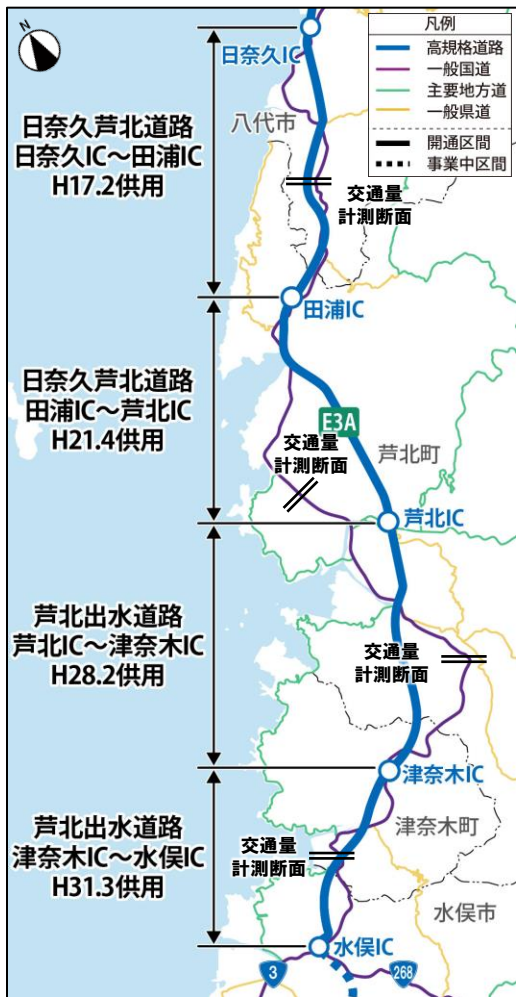 N
日奈久IC
凡例
高規格道路
一般国道
主要地方道
一般県道
開通区間
事業中区間
八代市
日奈久芦北道路
日奈久IC～田浦IC
H17.2供用
交通量
計測断面
田浦IC
日奈久芦北道路
田浦IC～芦北IC
H21.4供用
E3A
交通量
計測断面
芦北町
芦北IC
芦北出水道路
芦北IC～津奈木IC
H28.2供用
交通量
計測断面
津奈木IC
芦北出水道路
津奈木IC～水俣IC
H31.3供用
津奈木町
交通量
計測断面
水俣市
水俣IC
3
268